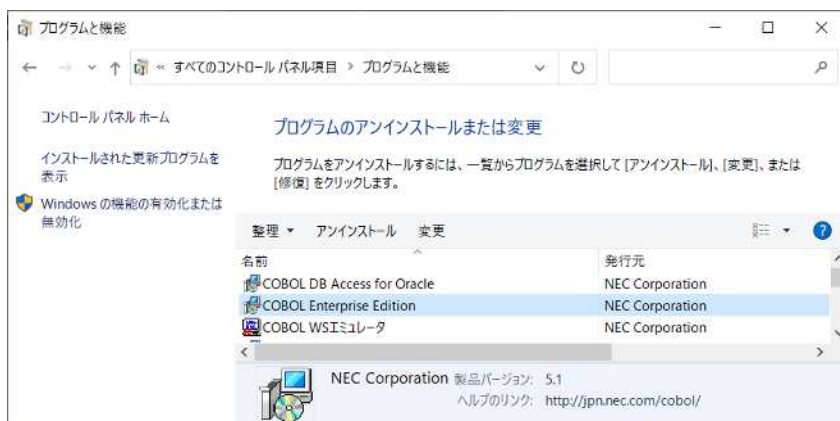 プログラムと機能
« すべてのコントロール パネル項目 > プログラムと機能
コントロール パネル ホーム
インストールされた更新プログラムを
表示
Windows の機能の有効化または
無効化
プログラムのアンインストールまたは変更
プログラムをアンインストールするには、一覧からプログラムを選択して [アンインストール]、[変更]、または
[修復] をクリックします。
整理 アンインストール 変更
名前 発行元
COBOL DB Access for Oracle NEC Corporation
COBOL Enterprise Edition NEC Corporation
COBOL WSエミュレータ NEC Corporation
NEC Corporation 製品バージョン: 5.1
ヘルプのリンク: http://jpn.nec.com/cobol/